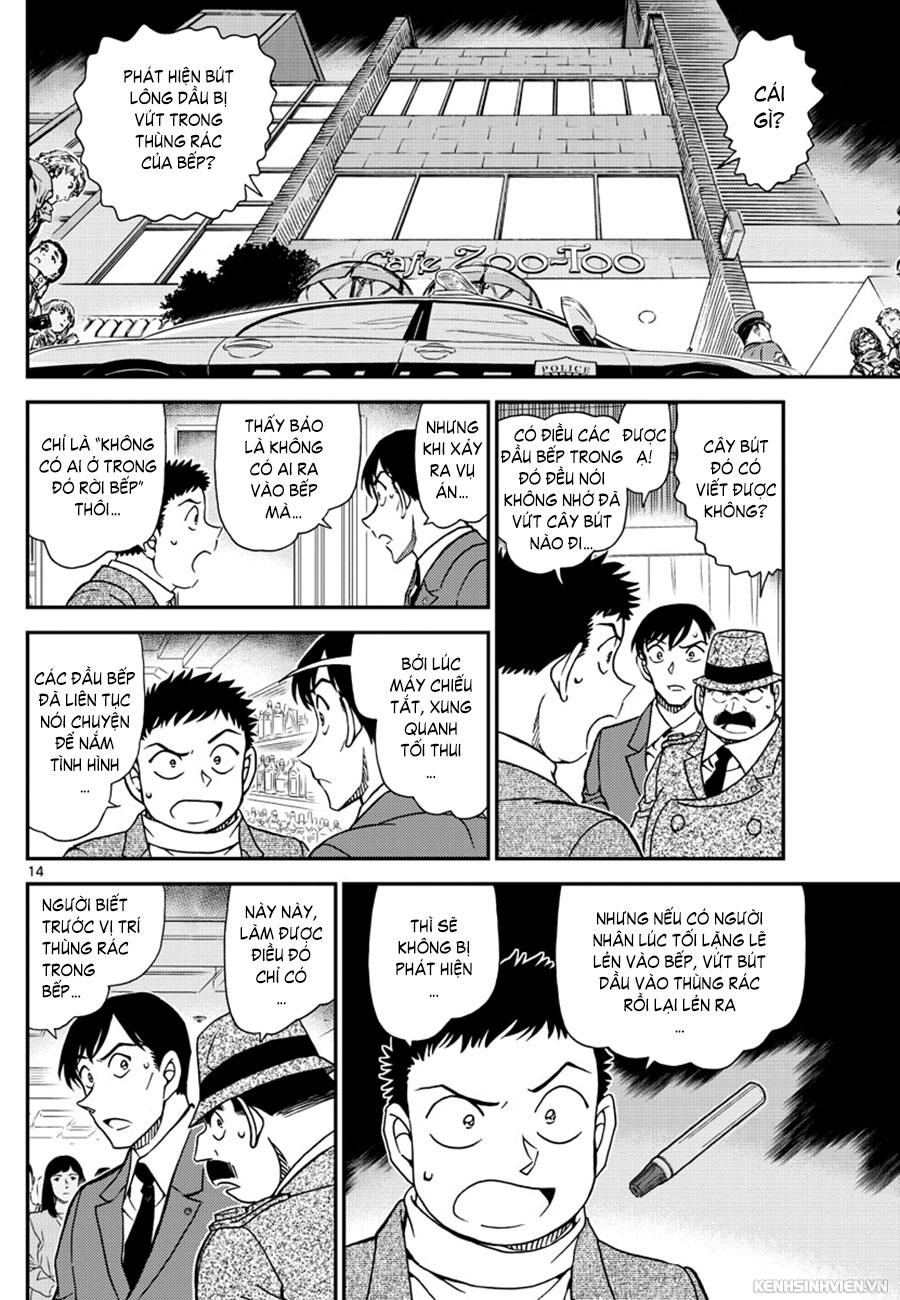 CÁI
GÌ?
PHÁT HIỆN BÚT
LÔNG DẦU BỊ
VỨT TRONG
THÙNG RÁC
CỦA BẾP?
Cafe Zoo-Too
POLICE
POLICE
CÂY BÚT
ĐÓ CÓ
VIẾT ĐƯỢC
KHÔNG?
ĐƯỢC
Ạ!
CÓ ĐIỀU CÁC
ĐẦU BẾP TRONG
ĐÓ ĐỀU NÓI
KHÔNG NHỚ ĐÃ
VỨT CÂY BÚT
NÀO ĐI...
NHƯNG
KHI XẢY
RA VỤ
ÁN...
THẤY BẢO
LÀ KHÔNG
CÓ AI RA
VÀO BẾP
MÀ...
CHỈ LÀ “KHÔNG
CÓ AI Ở TRONG
ĐÓ RỜI BẾP”
THÔI...
BỞI LÚC
MÁY CHIẾU
TẮT, XUNG
QUANH
TỐI THUI
...
CÁC ĐẦU BẾP
ĐÃ LIÊN TỤC
NÓI CHUYỆN
ĐỂ NẮM
TÌNH HÌNH
...
14
NHƯNG NẾU CÓ NGƯỜI
NHÂN LÚC TỐI LẶNG LẼ
LẺN VÀO BẾP, VỨT BÚT
DẦU VÀO THÙNG RÁC
RỒI LẠI LẺN RA
...
THÌ SẼ
KHÔNG BỊ
PHÁT HIỆN
...
NÀY NÀY,
LÀM ĐƯỢC
ĐIỀU ĐÓ
CHỈ CÓ
...
NGƯỜI BIẾT
TRƯỚC VỊ TRÍ
THÙNG RÁC
TRONG
BẾP...
KENHSINHVIEN.VN